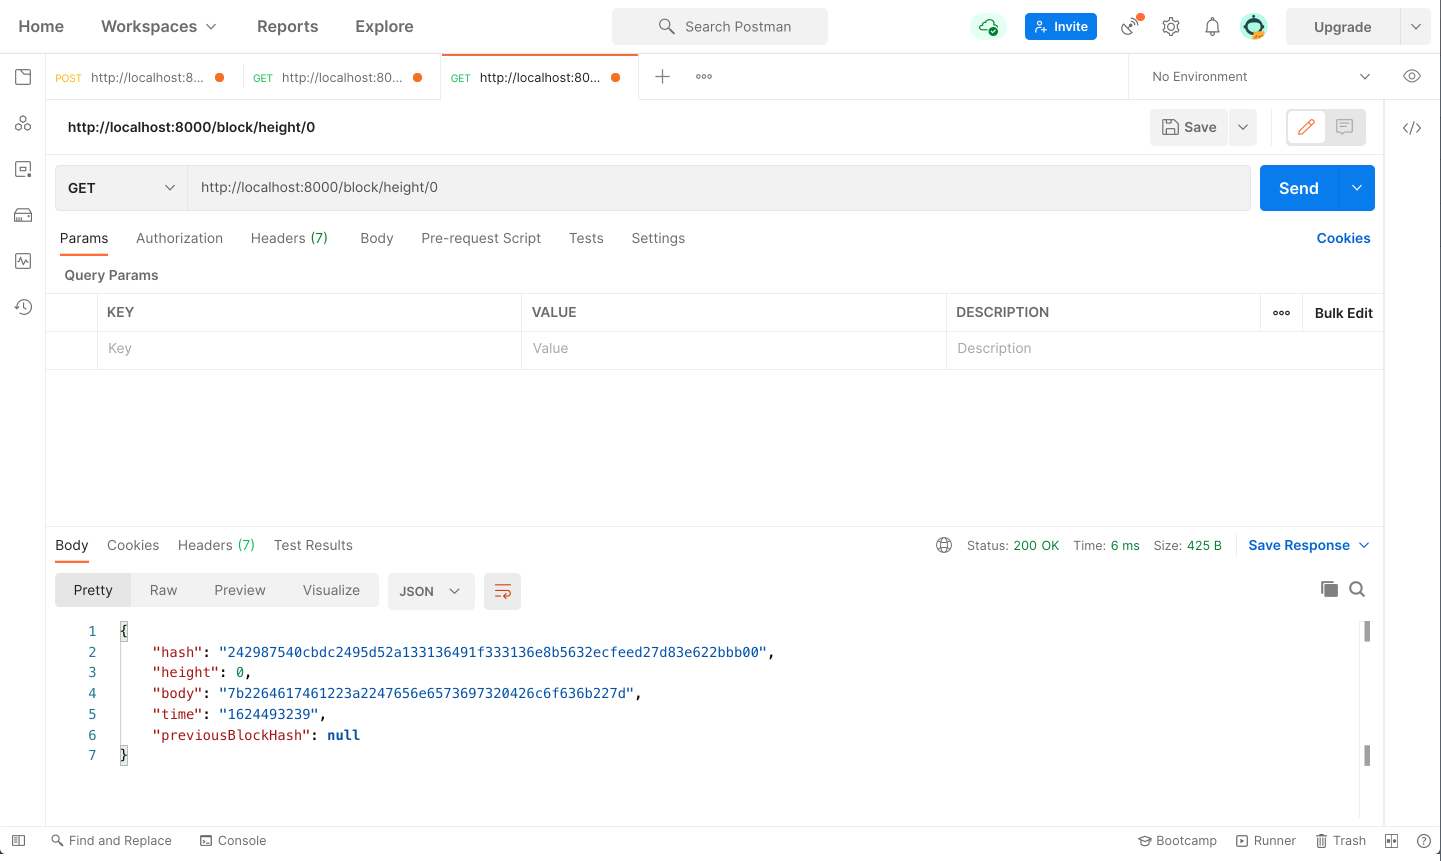 Home Workspaces Reports Explore Search Postman Invite Upgrade
POST http://localhost:8... GET http://localhost:80... GET http://localhost:80... No Environment
http://localhost:8000/block/height/0 Save
GET http://localhost:8000/block/height/0 Send
Params Authorization Headers (7) Body Pre-request Script Tests Settings Cookies
Query Params
KEY VALUE DESCRIPTION Bulk Edit
Key Value Description
Body Cookies Headers (7) Test Results Status: 200 OK Time: 6 ms Size: 425 B Save Response
Pretty Raw Preview Visualize JSON
1 {
2 "hash": "242987540cbdc2495d52a133136491f333136e8b5632ecfeed27d83e622bbb00",
3 "height": 0,
4 "body": "7b2264617461223a2247656e6573697320426c6f636b227d",
5 "time": "1624493239",
6 "previousBlockHash": null
7 }
Find and Replace Console Bootcamp Runner Trash